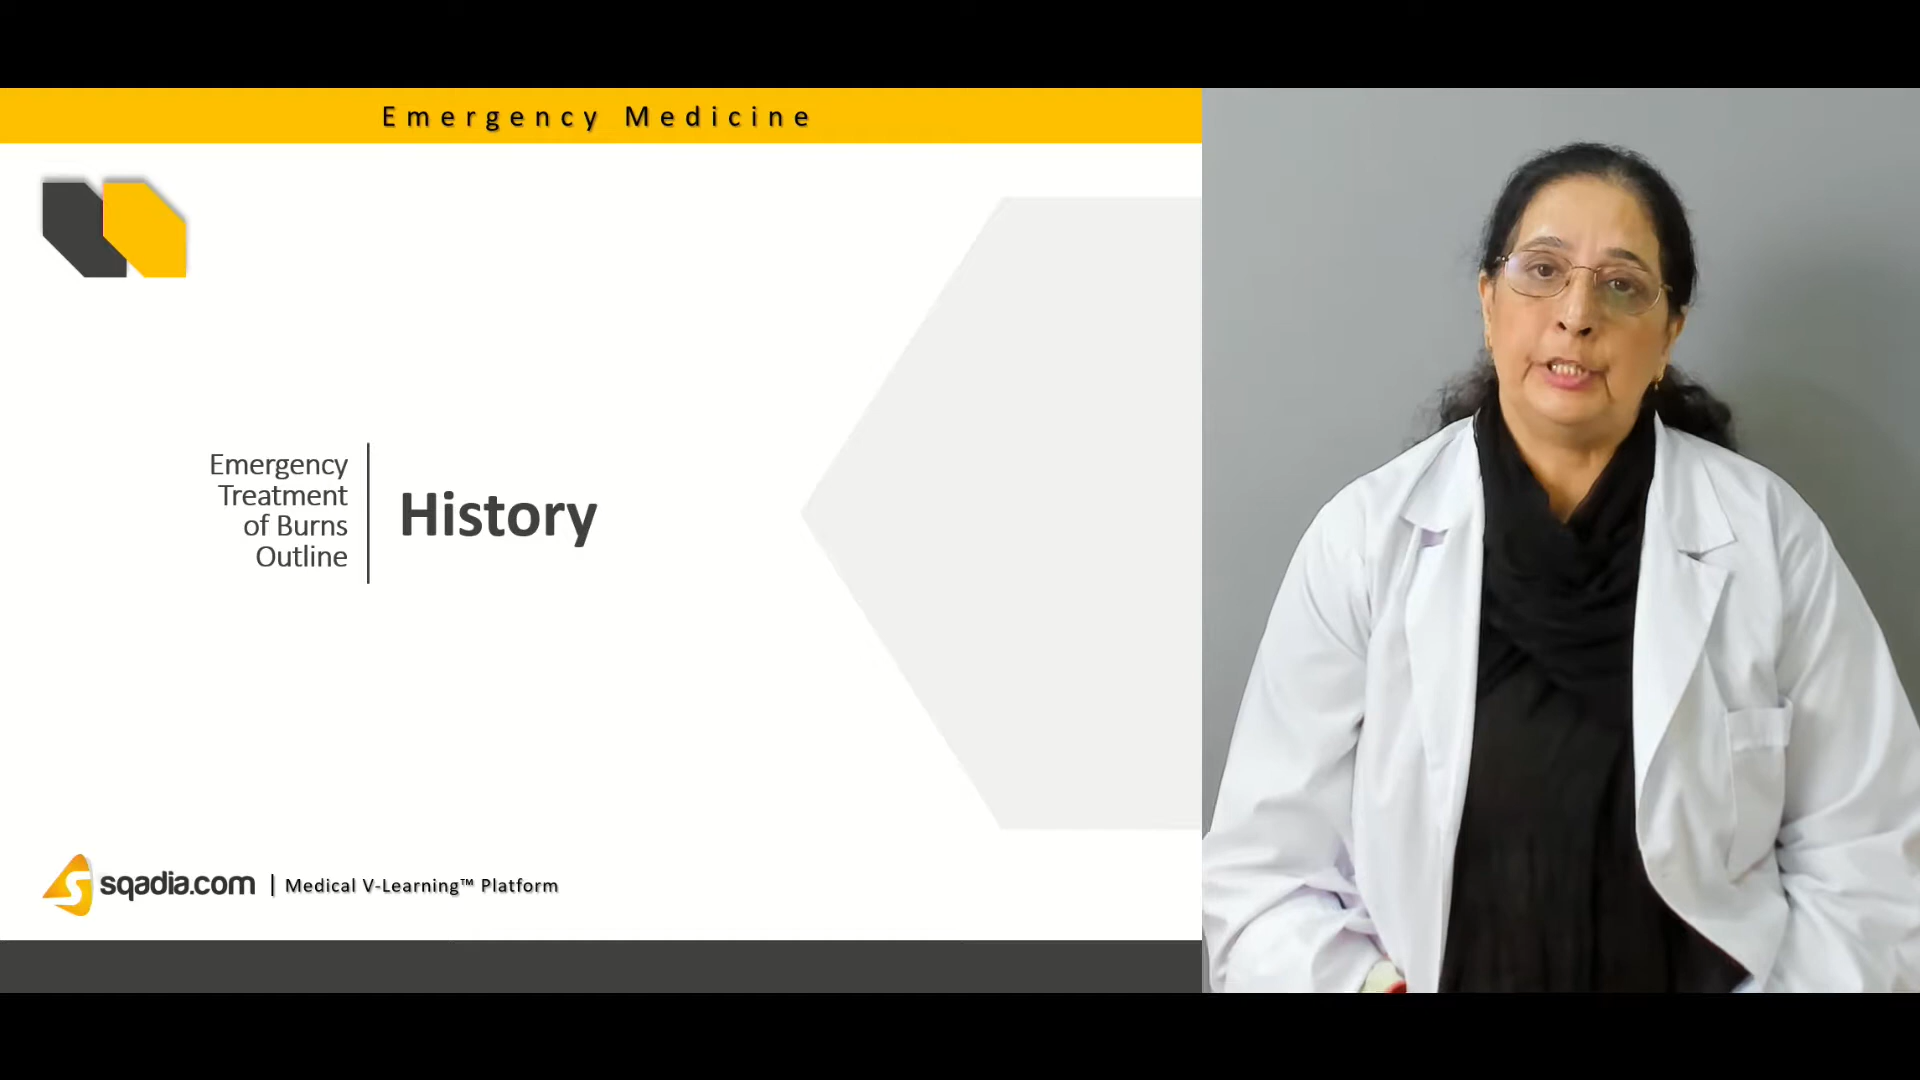 Emergency Medicine
Emergency
Treatment
of Burns
Outline
History
sqadia.com | Medical V-Learning™ Platform